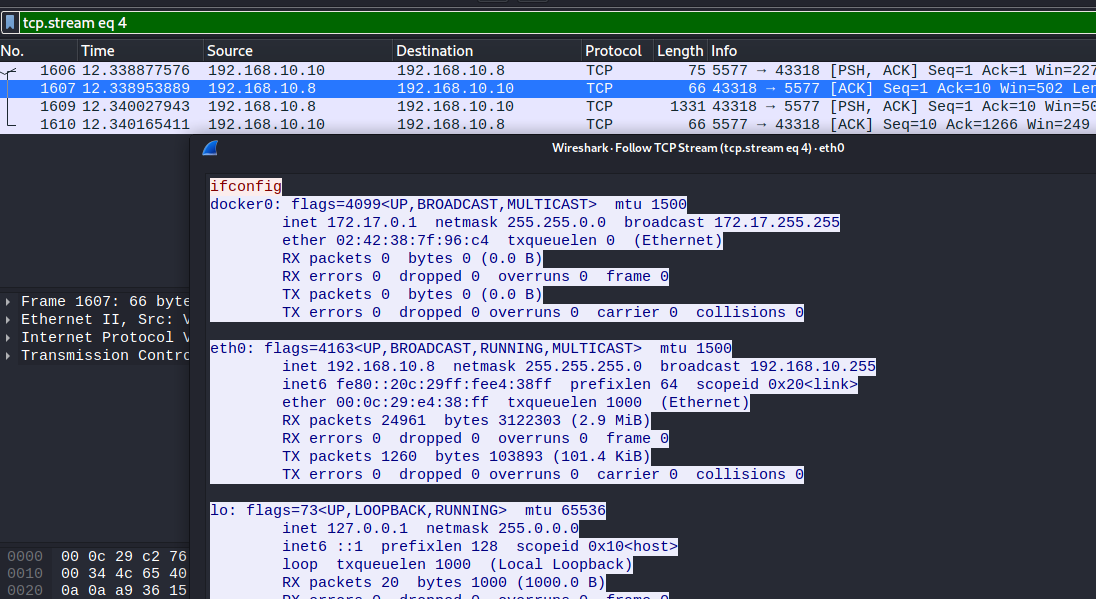 tcp.stream eq 4
No. Time Source Destination Protocol Length Info
1606 12.338877576 192.168.10.10 192.168.10.8 TCP 75 5577 → 43318 [PSH, ACK] Seq=1 Ack=1 Win=227
1607 12.338953889 192.168.10.8 192.168.10.10 TCP 66 43318 → 5577 [ACK] Seq=1 Ack=10 Win=502 Len
1609 12.340027943 192.168.10.8 192.168.10.10 TCP 1331 43318 → 5577 [PSH, ACK] Seq=1 Ack=10 Win=50
1610 12.340165411 192.168.10.10 192.168.10.8 TCP 66 5577 → 43318 [ACK] Seq=10 Ack=1266 Win=249
Wireshark · Follow TCP Stream (tcp.stream eq 4) · eth0
ifconfig
docker0: flags=4099<UP,BROADCAST,MULTICAST>  mtu 1500
inet 172.17.0.1  netmask 255.255.0.0  broadcast 172.17.255.255
ether 02:42:38:7f:96:c4  txqueuelen 0  (Ethernet)
RX packets 0  bytes 0 (0.0 B)
RX errors 0  dropped 0  overruns 0  frame 0
TX packets 0  bytes 0 (0.0 B)
TX errors 0  dropped 0 overruns 0  carrier 0  collisions 0
eth0: flags=4163<UP,BROADCAST,RUNNING,MULTICAST>  mtu 1500
inet 192.168.10.8  netmask 255.255.255.0  broadcast 192.168.10.255
inet6 fe80::20c:29ff:fee4:38ff  prefixlen 64  scopeid 0x20<link>
ether 00:0c:29:e4:38:ff  txqueuelen 1000  (Ethernet)
RX packets 24961  bytes 3122303 (2.9 MiB)
RX errors 0  dropped 0  overruns 0  frame 0
TX packets 1260  bytes 103893 (101.4 KiB)
TX errors 0  dropped 0 overruns 0  carrier 0  collisions 0
lo: flags=73<UP,LOOPBACK,RUNNING>  mtu 65536
inet 127.0.0.1  netmask 255.0.0.0
inet6 ::1  prefixlen 128  scopeid 0x10<host>
loop  txqueuelen 1000  (Local Loopback)
RX packets 20  bytes 1000 (1000.0 B)
RX errors 0  dropped 0  overruns 0  frame 0
Frame 1607: 66 byte
Ethernet II, Src: V
Internet Protocol V
Transmission Contro
0000 00 0c 29 c2 76
0010 00 34 4c 65 40
0020 0a 0a a9 36 15